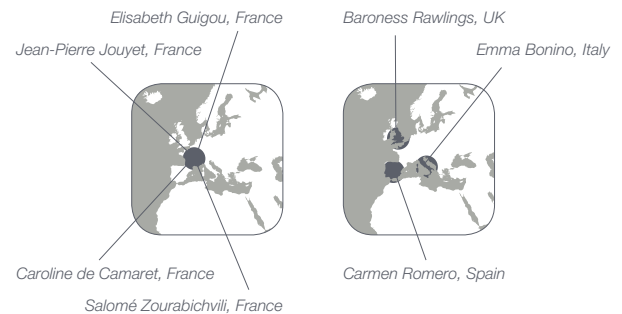 Elisabeth Guigou, France
Jean-Pierre Jouyet, France
Caroline de Camaret, France
Salomé Zourabichvili, France
Baroness Rawlings, UK
Emma Bonino, Italy
Carmen Romero, Spain